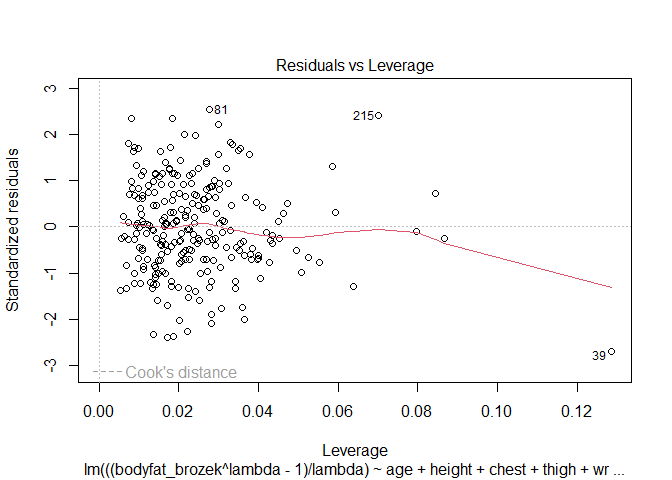 Residuals vs Leverage
Standardized residuals
3
2
1
0
-1
-2
-3
81
215
39
Cook's distance
0.00 0.02 0.04 0.06 0.08 0.10 0.12
Leverage
lm(((bodyfat_brozek^lambda - 1)/lambda) ~ age + height + chest + thigh + wr ...